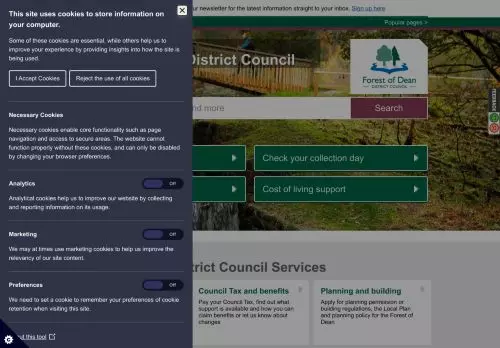 This site uses cookies to store information on
your computer.
Some of these cookies are essential, while others help us to
improve your experience by providing insights into how the site is
being used.
I Accept Cookies
Reject the use of all cookies
Necessary Cookies
Necessary cookies enable core functionality such as page
navigation and access to secure areas. The website cannot
function properly without these cookies, and can only be disabled
by changing your browser preferences.
Analytics
Off
Analytical cookies help us to improve our website by collecting
and reporting information on its usage.
Marketing
Off
We may at times use marketing cookies to help us improve the
relevancy of our site content.
Preferences
Off
We need to set a cookie to remember your preferences of cookie
retention when visiting this site.
ut this tool
ur newsletter for the latest information straight to your inbox. Sign up here
Popular pages >
District Council
Forest of Dean
DISTRICT COUNCIL
nd more
Search
FEEDBACK
Check your collection day
Cost of living support
trict Council Services
Council Tax and benefits
Pay your Council Tax, find out what
support is available and how you can
claim benefits or let us know about
changes
Planning and building
Apply for planning permission or
building regulations, the Local Plan
and planning policy for the Forest of
Dean